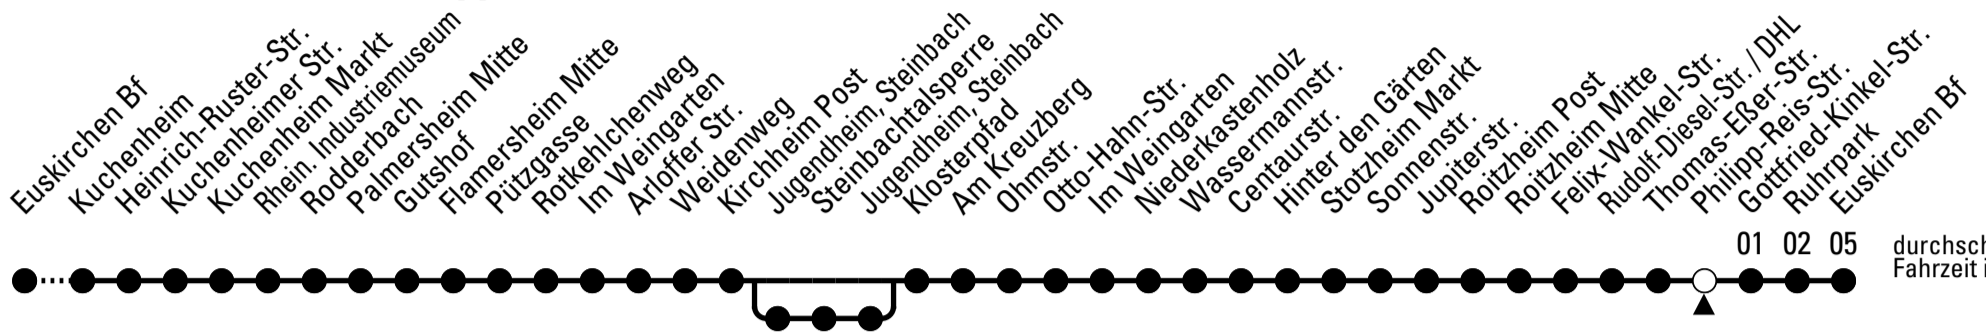 Euskirchen Bf
Kuchenheim
Heinrich-Ruster-Str.
Kuchenheimer Str.
Kuchenheim Markt
Rhein. Industriemuseum
Rodderbach
Palmersheim Mitte
Gutshof
Flamersheim Mitte
Pützgasse
Rotkehlchenweg
Im Weingarten
Arloffer Str.
Weidenweg
Kirchheim Post
Jugendheim, Steinbach
Steinbachtalsperre
Jugendheim, Steinbach
Klosterpfad
Am Kreuzberg
Ohmstr.
Otto-Hahn-Str.
Im Weingarten
Niederkastenholz
Wassermannstr.
Centaurstr.
Hinter den Gärten
Stotzheim Markt
Sonnenstr.
Jupiterstr.
Roitzheim Post
Roitzheim Mitte
Felix-Wankel-Str.
Rudolf-Diesel-Str. / DHL
Thomas-Eßer-Str.
Philipp-Reis-Str.
Gottfried-Kinkel-Str.
Ruhrpark
Euskirchen Bf
01 02 05
durchsch
Fahrzeit i